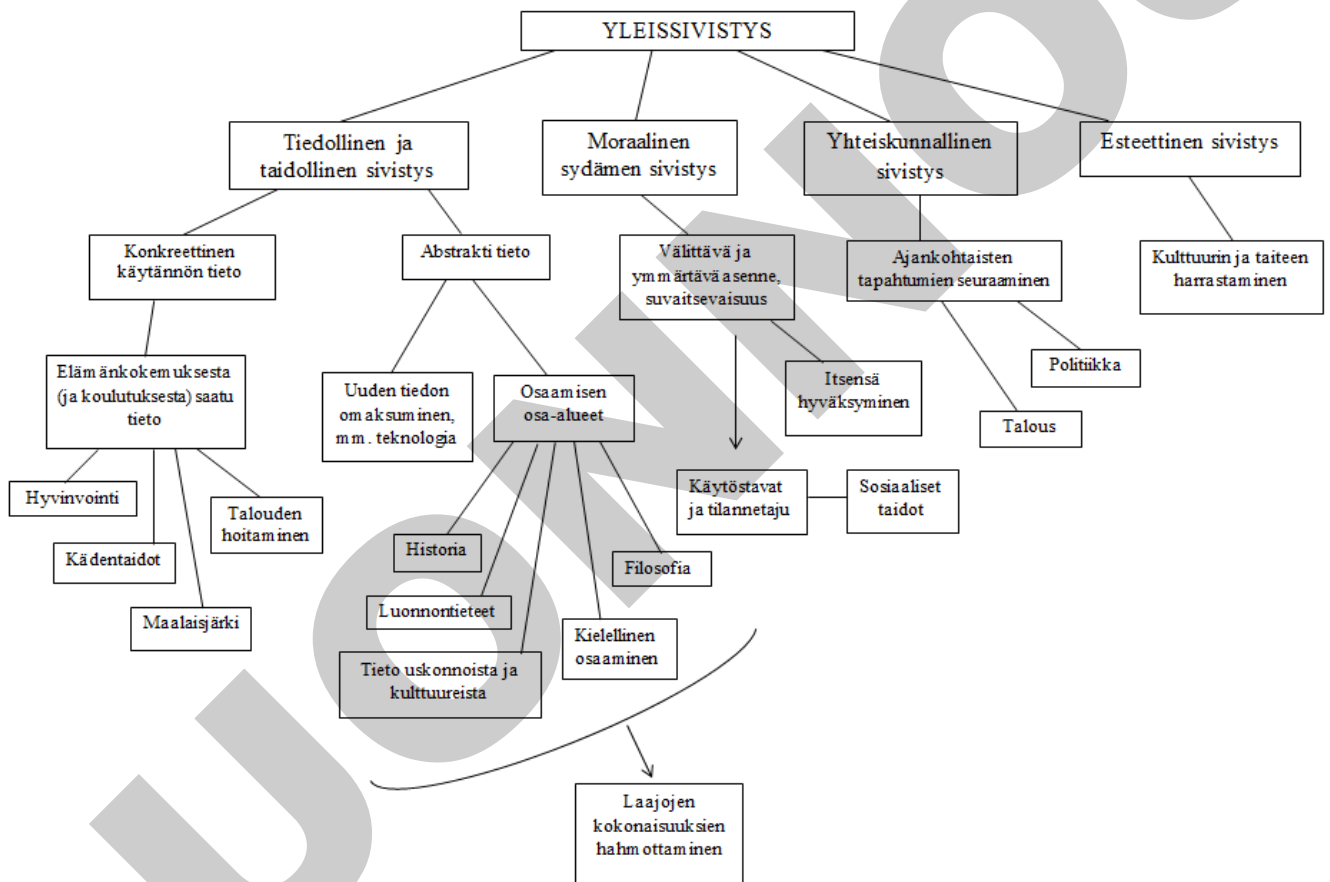 YLEISSIVISTYS
Tiedollinen ja
taidollinen sivistys
Moraalinen
sydämen sivistys
Yhteiskunnallinen
sivistys
Esteettinen sivistys
Konkreettinen
käytännön tieto
Abstrakti tieto
Välittävä ja
ymmärtävä asenne,
suvaitsevaisuus
Ajankohtaisten
tapahtumien seuraaminen
Kulttuurin ja taiteen
harrastaminen
Elämänkokemuksesta
(ja koulutuksesta) saatu
tieto
Uuden tiedon
omaksuminen,
mm. teknologia
Osaamisen
osa-alueet
Itsensä
hyväksyminen
Politiikka
Talous
Hyvinvointi
Kädentaidot
Maalaisjärki
Talouden
hoitaminen
Historia
Luonnontieteet
Tieto uskonnoista ja
kulttuureista
Kielellinen
osaaminen
Filosofia
Käytöstavat
ja tilannetaju
Sosiaaliset
taidot
Laajojen
kokonaisuuksien
hahmottaminen
LUONNOS